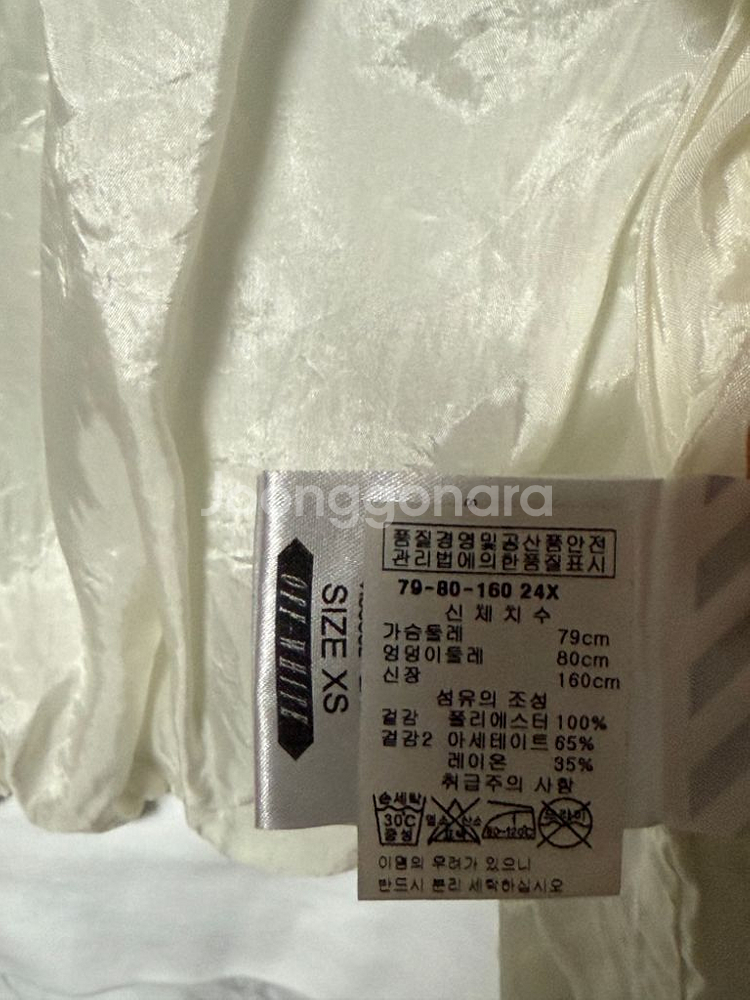 Joonggonara
품질경영및공산품안전
관리법에의한품질표시
79-80-160 24X
신체치수
가슴둘레 79cm
엉덩이둘레 80cm
신장 160cm
섬유의 조성
겉감 폴리에스터 100%
겉감2 아세테이트 65%
레이온 35%
취급주의 사항
손세탁
30℃
중성
80~120℃
드라이
이염의 우려가 있으니
반드시 분리 세탁하십시오
OFF-WHITE
SIZE XS